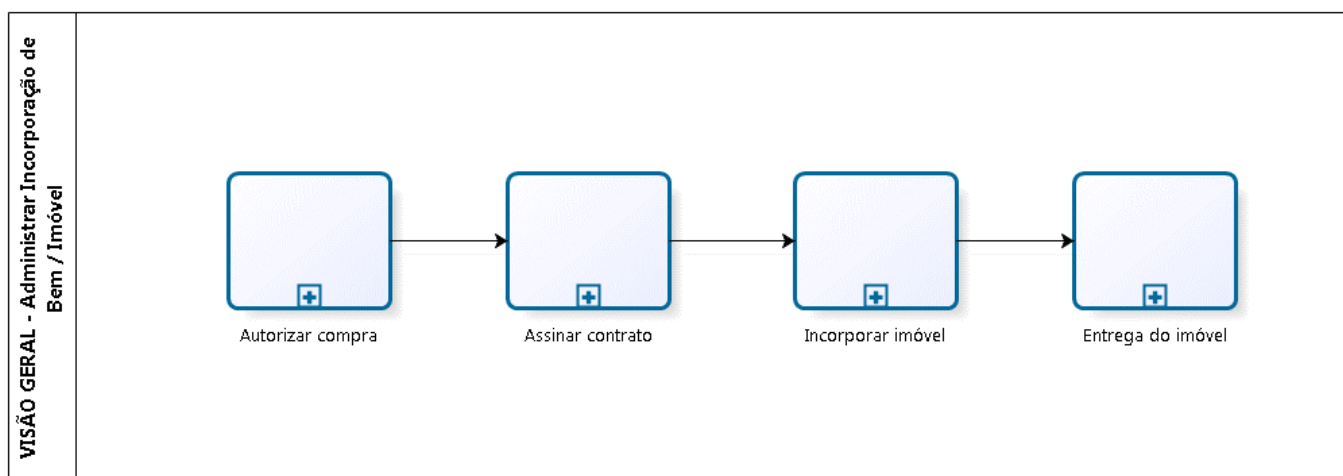 VISÃO GERAL - Administrar Incorporação de
Bem / Imóvel
Autorizar compra
Assinar contrato
Incorporar imóvel
Entrega do imóvel